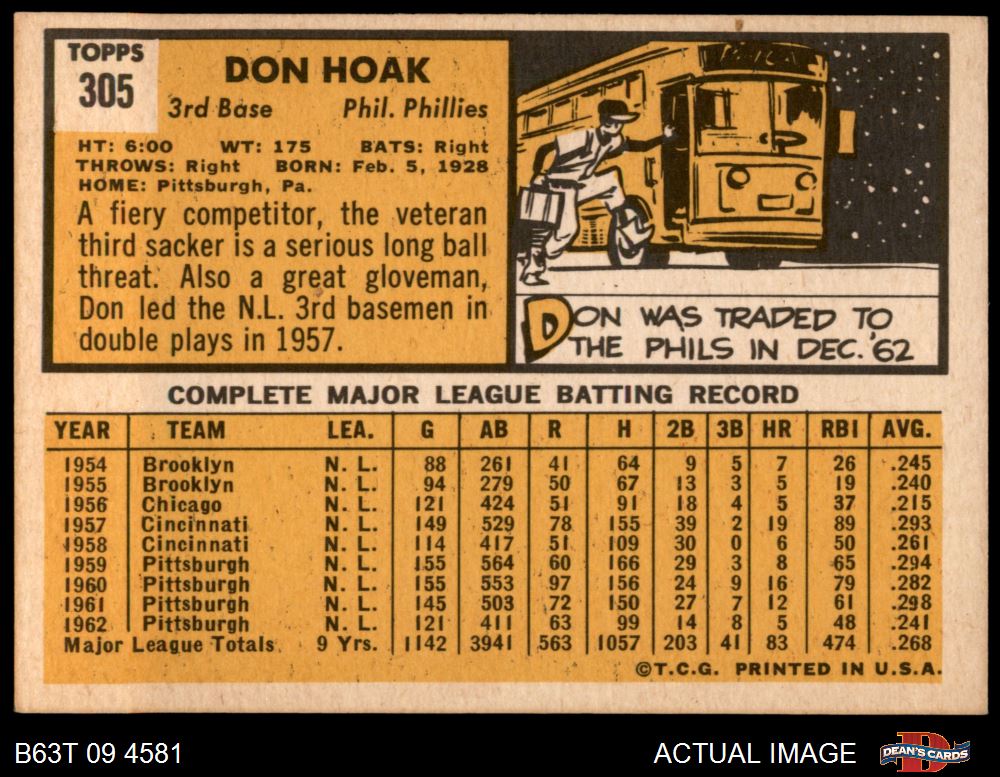 TOPPS
305
DON HOAK
3rd Base Phil. Phillies
HT: 6:00 WT: 175 BATS: Right
THROWS: Right BORN: Feb. 5, 1928
HOME: Pittsburgh, Pa.
A fiery competitor, the veteran
third sacker is a serious long ball
threat. Also a great gloveman,
Don led the N.L. 3rd basemen in
double plays in 1957.
DON WAS TRADED TO
THE PHILS IN DEC. '62
COMPLETE MAJOR LEAGUE BATTING RECORD
YEAR TEAM LEA. G AB R H 2B 3B HR RBI AVG.
1954 Brooklyn N. L. 88 261 41 64 9 5 7 26 .245
1955 Brooklyn N. L. 94 279 50 67 13 3 5 19 .240
1956 Chicago N. L. 121 424 51 91 18 4 5 37 .215
1957 Cincinnati N. L. 149 529 78 155 39 2 19 89 .293
1958 Cincinnati N. L. 114 417 51 109 30 0 6 50 .261
1959 Pittsburgh N. L. 155 564 60 166 29 3 8 65 .294
1960 Pittsburgh N. L. 155 553 97 156 24 9 16 79 .282
1961 Pittsburgh N. L. 145 503 72 150 27 7 12 61 .298
1962 Pittsburgh N. L. 121 411 63 99 14 8 5 48 .241
Major League Totals 9 Yrs. 1142 3941 563 1057 203 41 83 474 .268
©T.C.G. PRINTED IN U.S.A.
B63T 09 4581 ACTUAL IMAGE DEAN'S CARDS